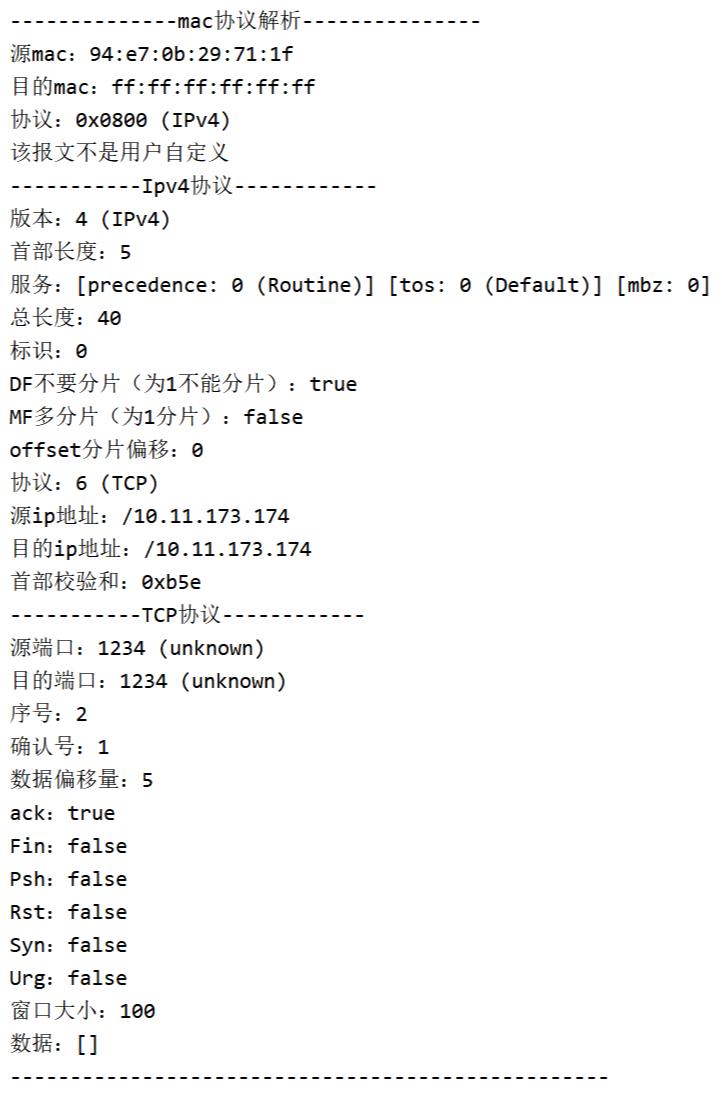 --------------mac协议解析---------------
源mac：94:e7:0b:29:71:1f
目的mac：ff:ff:ff:ff:ff:ff
协议：0x0800 (IPv4)
该报文不是用户自定义
-----------Ipv4协议------------
版本：4 (IPv4)
首部长度：5
服务：[precedence: 0 (Routine)] [tos: 0 (Default)] [mbz: 0]
总长度：40
标识：0
DF不要分片（为1不能分片）：true
MF多分片（为1分片）：false
offset分片偏移：0
协议：6 (TCP)
源ip地址：/10.11.173.174
目的ip地址：/10.11.173.174
首部校验和：0xb5e
-----------TCP协议------------
源端口：1234 (unknown)
目的端口：1234 (unknown)
序号：2
确认号：1
数据偏移量：5
ack：true
Fin：false
Psh：false
Rst：false
Syn：false
Urg：false
窗口大小：100
数据：[]
--------------------------------------------------